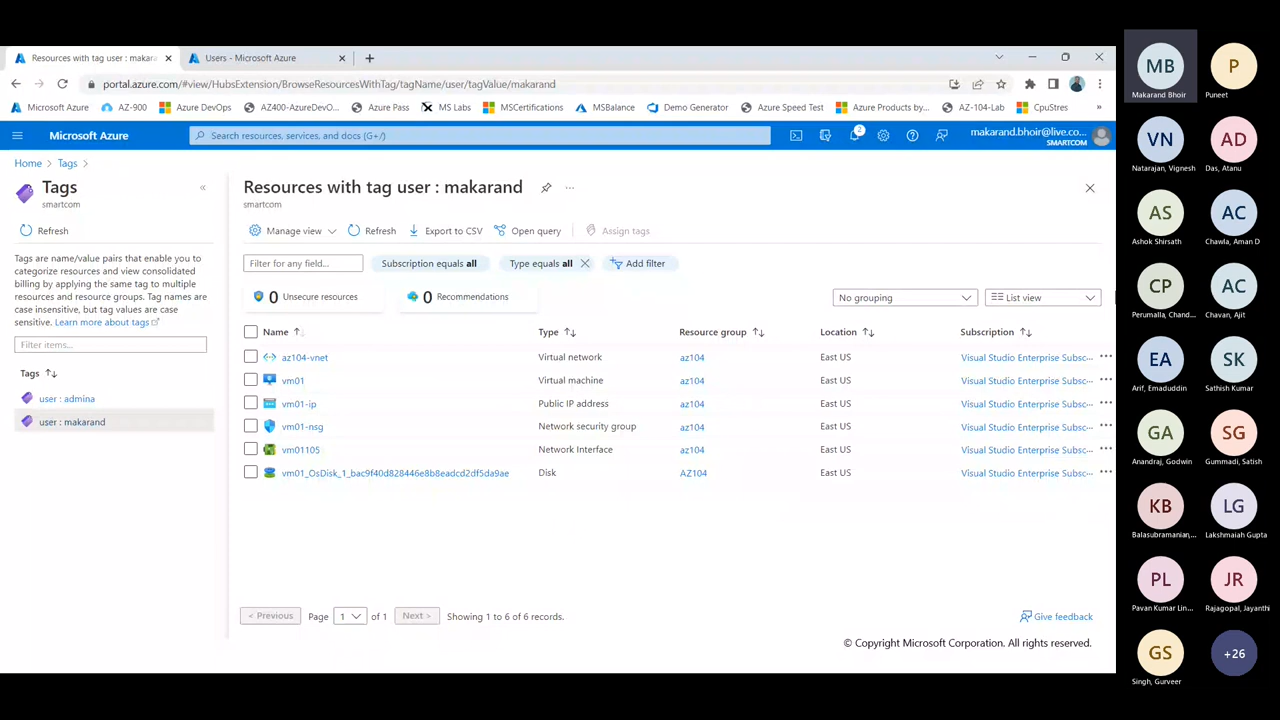 Resources with tag user : makara
Users - Microsoft Azure
portal.azure.com/#view/HubsExtension/BrowseResourcesWithTag/tagName/user/tagValue/makarand
Microsoft Azure
AZ-900
Azure DevOps
AZ400-AzureDevO...
Azure Pass
MS Labs
MSCertifications
MSBalance
Demo Generator
Azure Speed Test
Azure Products by...
AZ-104-Lab
CpuStres
»
Microsoft Azure
Search resources, services, and docs (G+/)
2
makarand.bhoir@live.co...
SMARTCOM
Home > Tags >
Tags
smartcom
«
Refresh
Tags are name/value pairs that enable you to
categorize resources and view consolidated
billing by applying the same tag to multiple
resources and resource groups. Tag names are
case insensitive, but tag values are case
sensitive. Learn more about tags
Filter items...
Tags
user : admina
user : makarand
Resources with tag user : makarand
...
smartcom
Manage view
Refresh
Export to CSV
Open query
Assign tags
Filter for any field...
Subscription equals all
Type equals all
Add filter
0 Unsecure resources
0 Recommendations
No grouping
List view
Name Type Resource group Location Subscription
az104-vnet Virtual network az104 East US Visual Studio Enterprise Subsc... ...
vm01 Virtual machine az104 East US Visual Studio Enterprise Subsc... ...
vm01-ip Public IP address az104 East US Visual Studio Enterprise Subsc... ...
vm01-nsg Network security group az104 East US Visual Studio Enterprise Subsc... ...
vm01105 Network Interface az104 East US Visual Studio Enterprise Subsc... ...
vm01_OsDisk_1_bac9f40d828446e8b8eadcd2df5da9ae Disk AZ104 East US Visual Studio Enterprise Subsc... ...
< Previous
Page 1 of 1
Next >
Showing 1 to 6 of 6 records.
Give feedback
© Copyright Microsoft Corporation. All rights reserved.
MB
Makarand Bhoir
P
Puneet
VN
Natarajan, Vignesh
AD
Das, Atanu
AS
Ashok Shirsath
AC
Chawla, Aman D
CP
Perumalla, Chand...
AC
Chavan, Ajit
EA
Arif, Emaduddin
SK
Sathish Kumar
GA
Anandraj, Godwin
SG
Gummadi, Satish
KB
Balasubramanian,...
LG
Lakshmaiah Gupta
PL
Pavan Kumar Lin...
JR
Rajagopal, Jayanthi
GS
Singh, Gurveer
+26